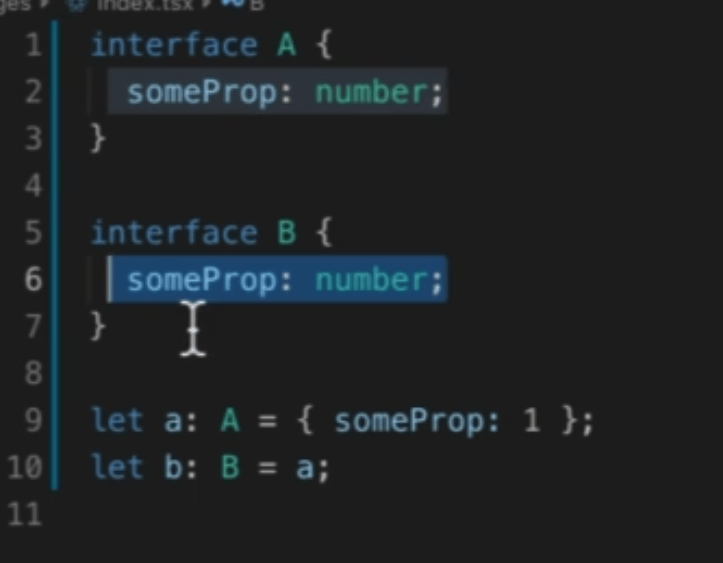 index.tsx B
1 interface A {
2 someProp: number;
3 }
4
5 interface B {
6 someProp: number;
7 }
8
9 let a: A = { someProp: 1 };
10 let b: B = a;
11